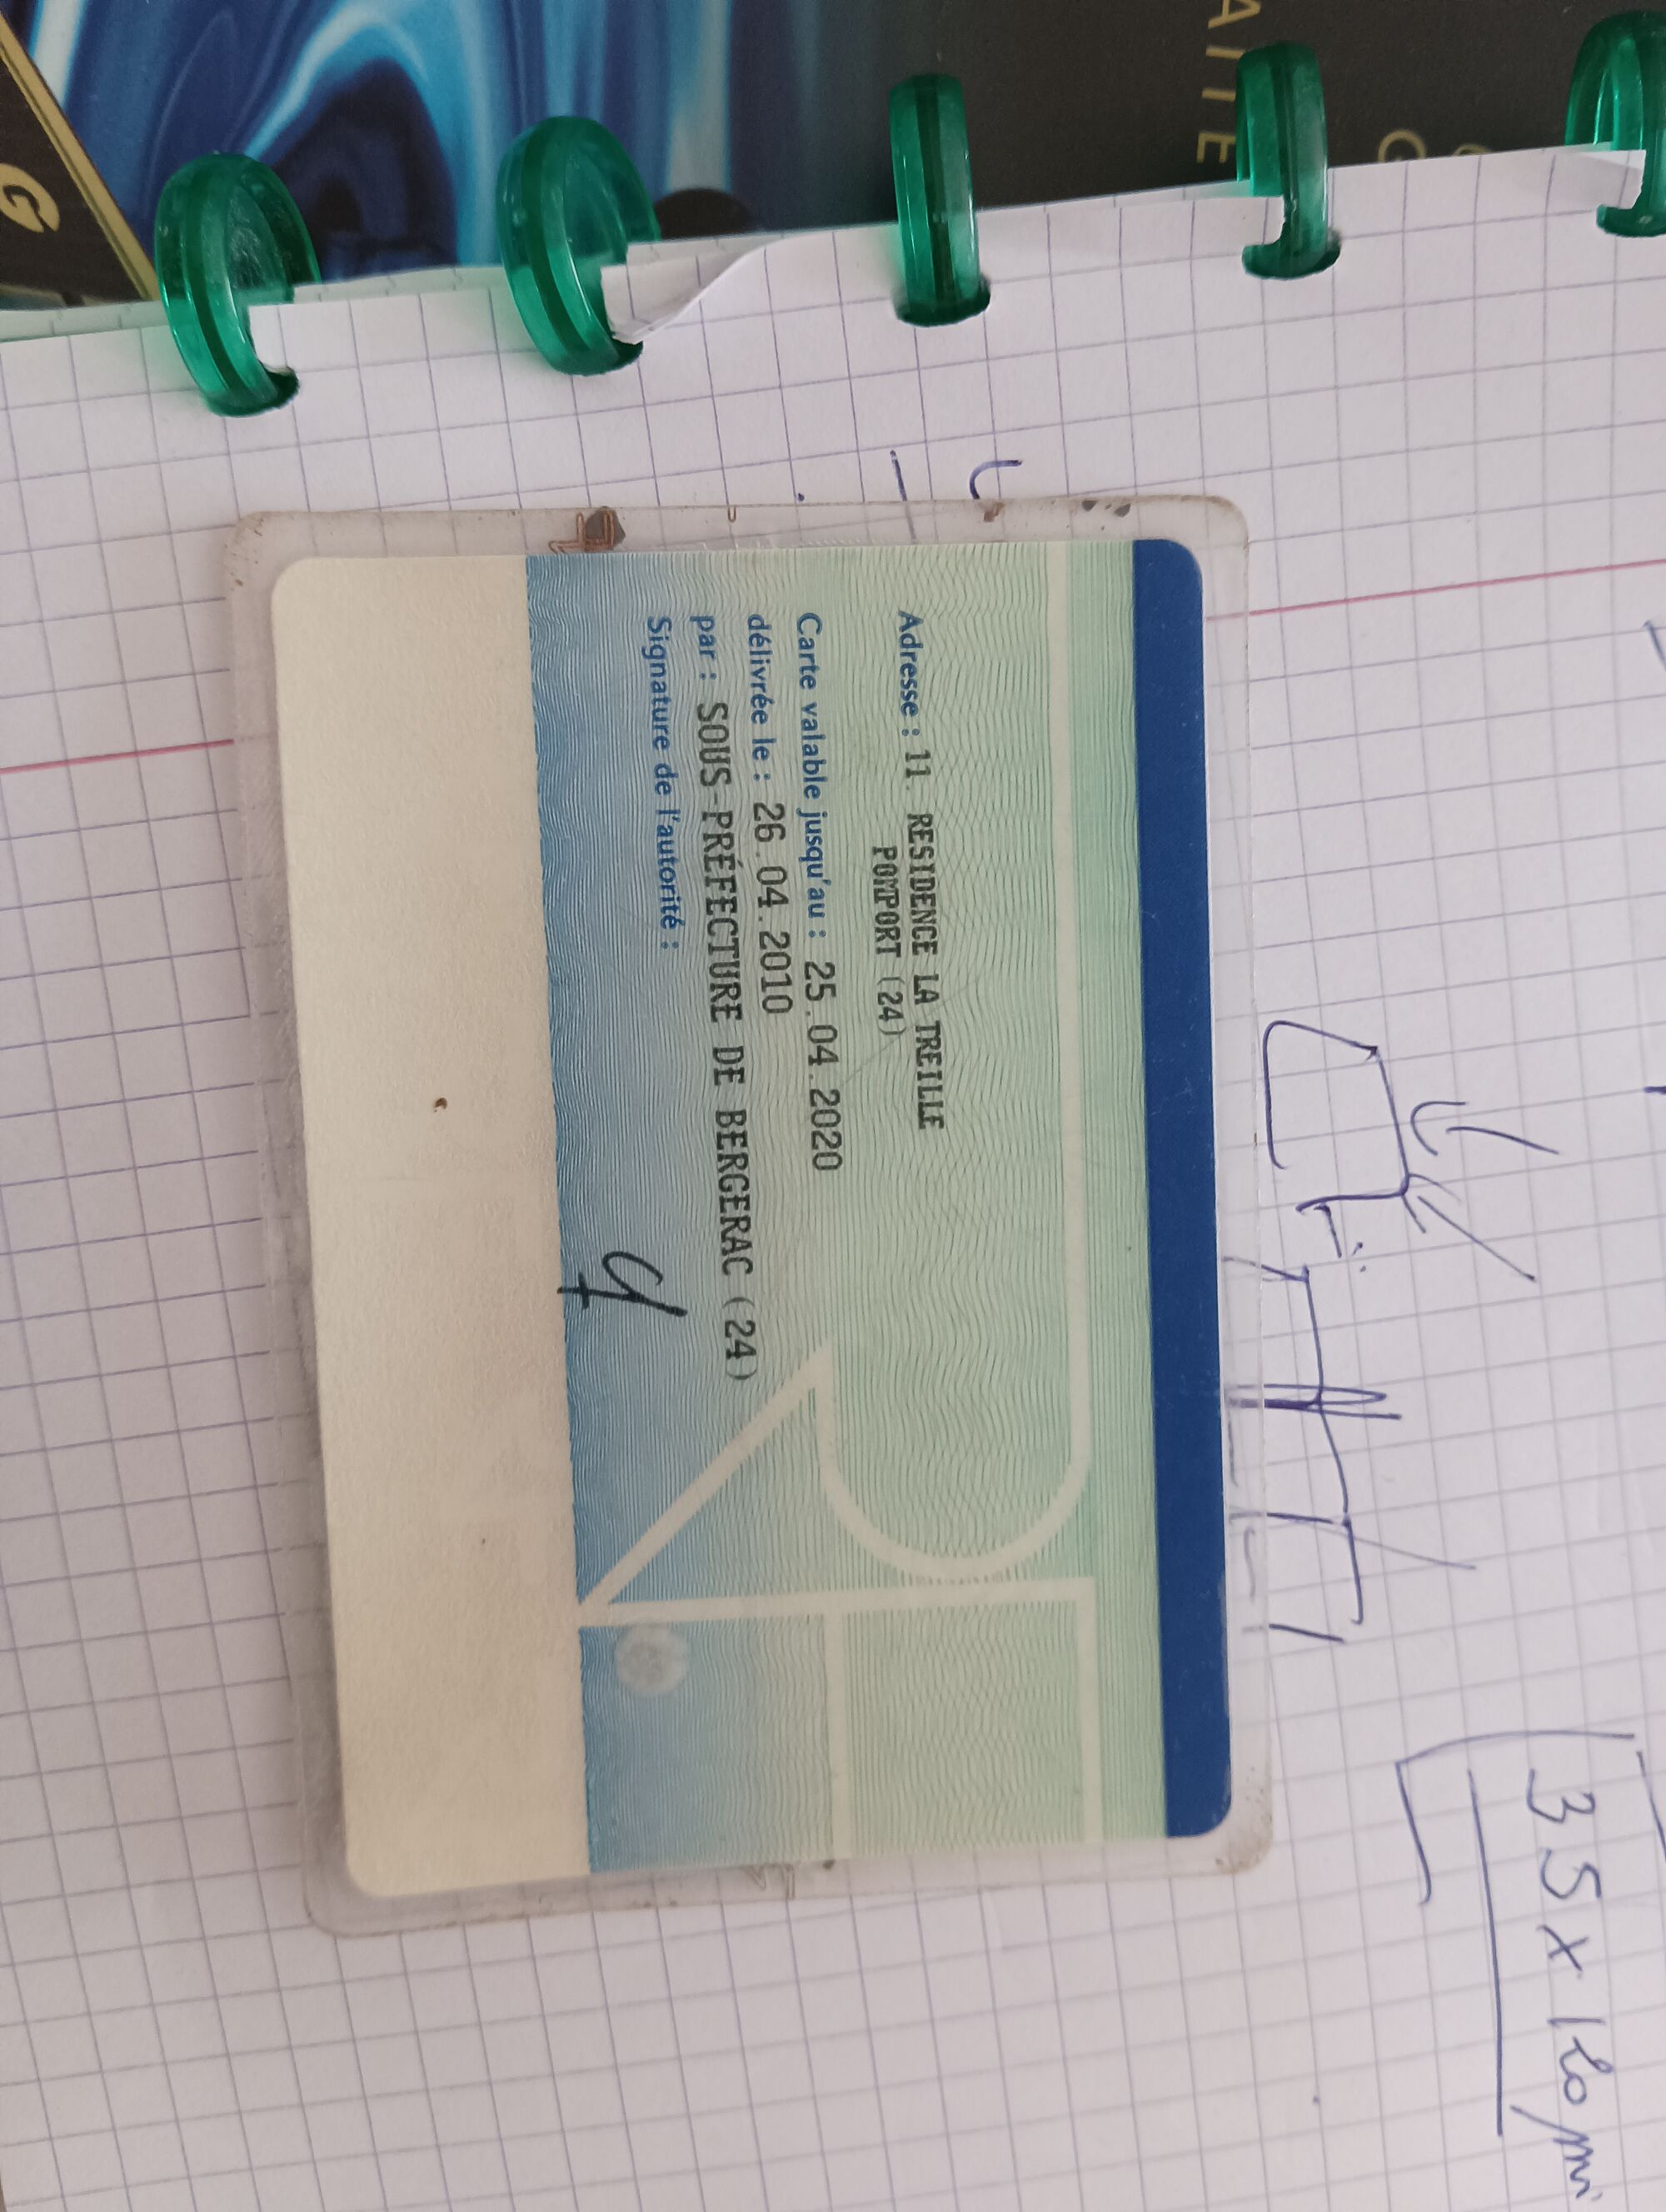 Adresse : 11. RESIDENCE LA TREILLE
POMPORT (24)
Carte valable jusqu'au : 25.04.2020
délivrée le : 26.04.2010
par : SOUS-PRÉFECTURE DE BERGERAC (24)
Signature de l'autorité :
35 x